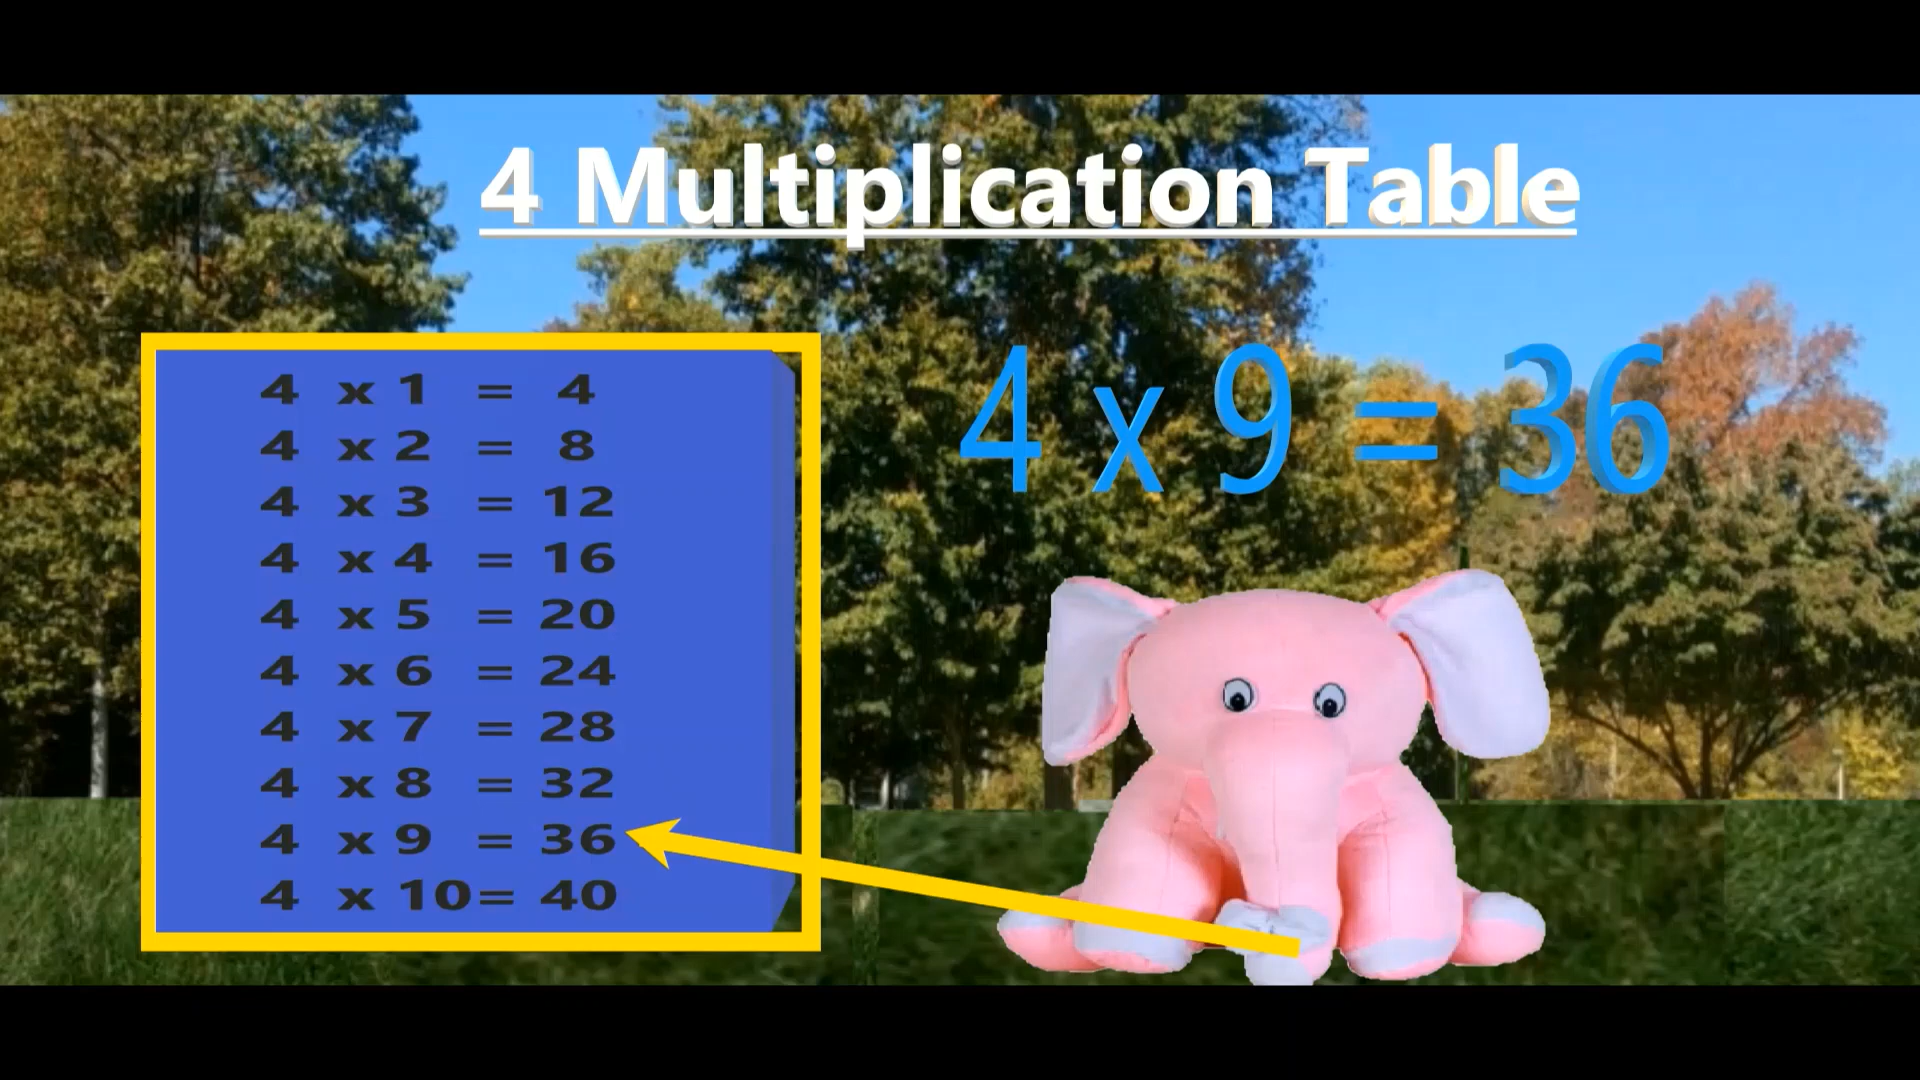 4 Multiplication Table
4 x 1 = 4
4 x 2 = 8
4 x 3 = 12
4 x 4 = 16
4 x 5 = 20
4 x 6 = 24
4 x 7 = 28
4 x 8 = 32
4 x 9 = 36
4 x 10 = 40
4 x 9 = 36